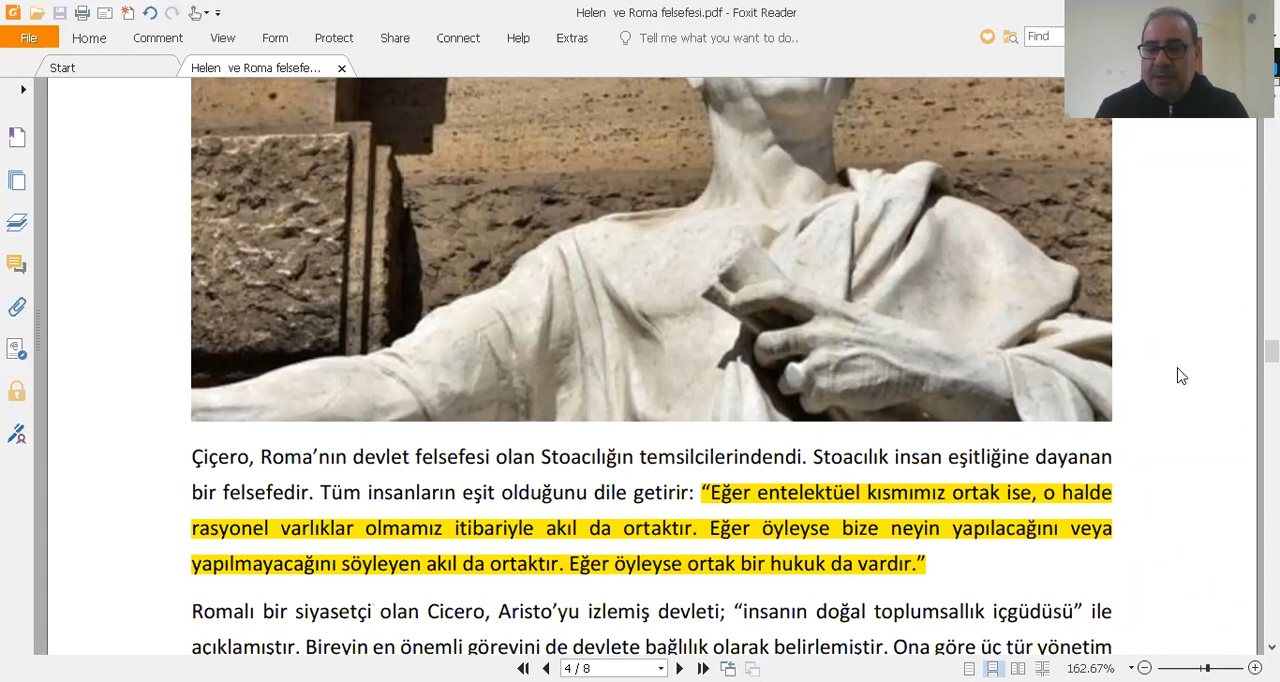 Helen ve Roma felsefesi.pdf - Foxit Reader
File Home Comment View Form Protect Share Connect Help Extras Tell me what you want to do.. Find
Start Helen ve Roma felsefe...
Çiçero, Roma’nın devlet felsefesi olan Stoacılığın temsilcilerindendi. Stoacılık insan eşitliğine dayanan
bir felsefedir. Tüm insanların eşit olduğunu dile getirir: “Eğer entelektüel kısmımız ortak ise, o halde
rasyonel varlıklar olmamız itibariyle akıl da ortaktır. Eğer öyleyse bize neyin yapılacağını veya
yapılmayacağını söyleyen akıl da ortaktır. Eğer öyleyse ortak bir hukuk da vardır.”
Romalı bir siyasetçi olan Cicero, Aristo’yu izlemiş devleti; “insanın doğal toplumsallık içgüdüsü” ile
açıklamıştır. Bireyin en önemli görevini de devlete bağlılık olarak belirlemiştir. Ona göre üç tür yönetim
4 / 8 162.67%